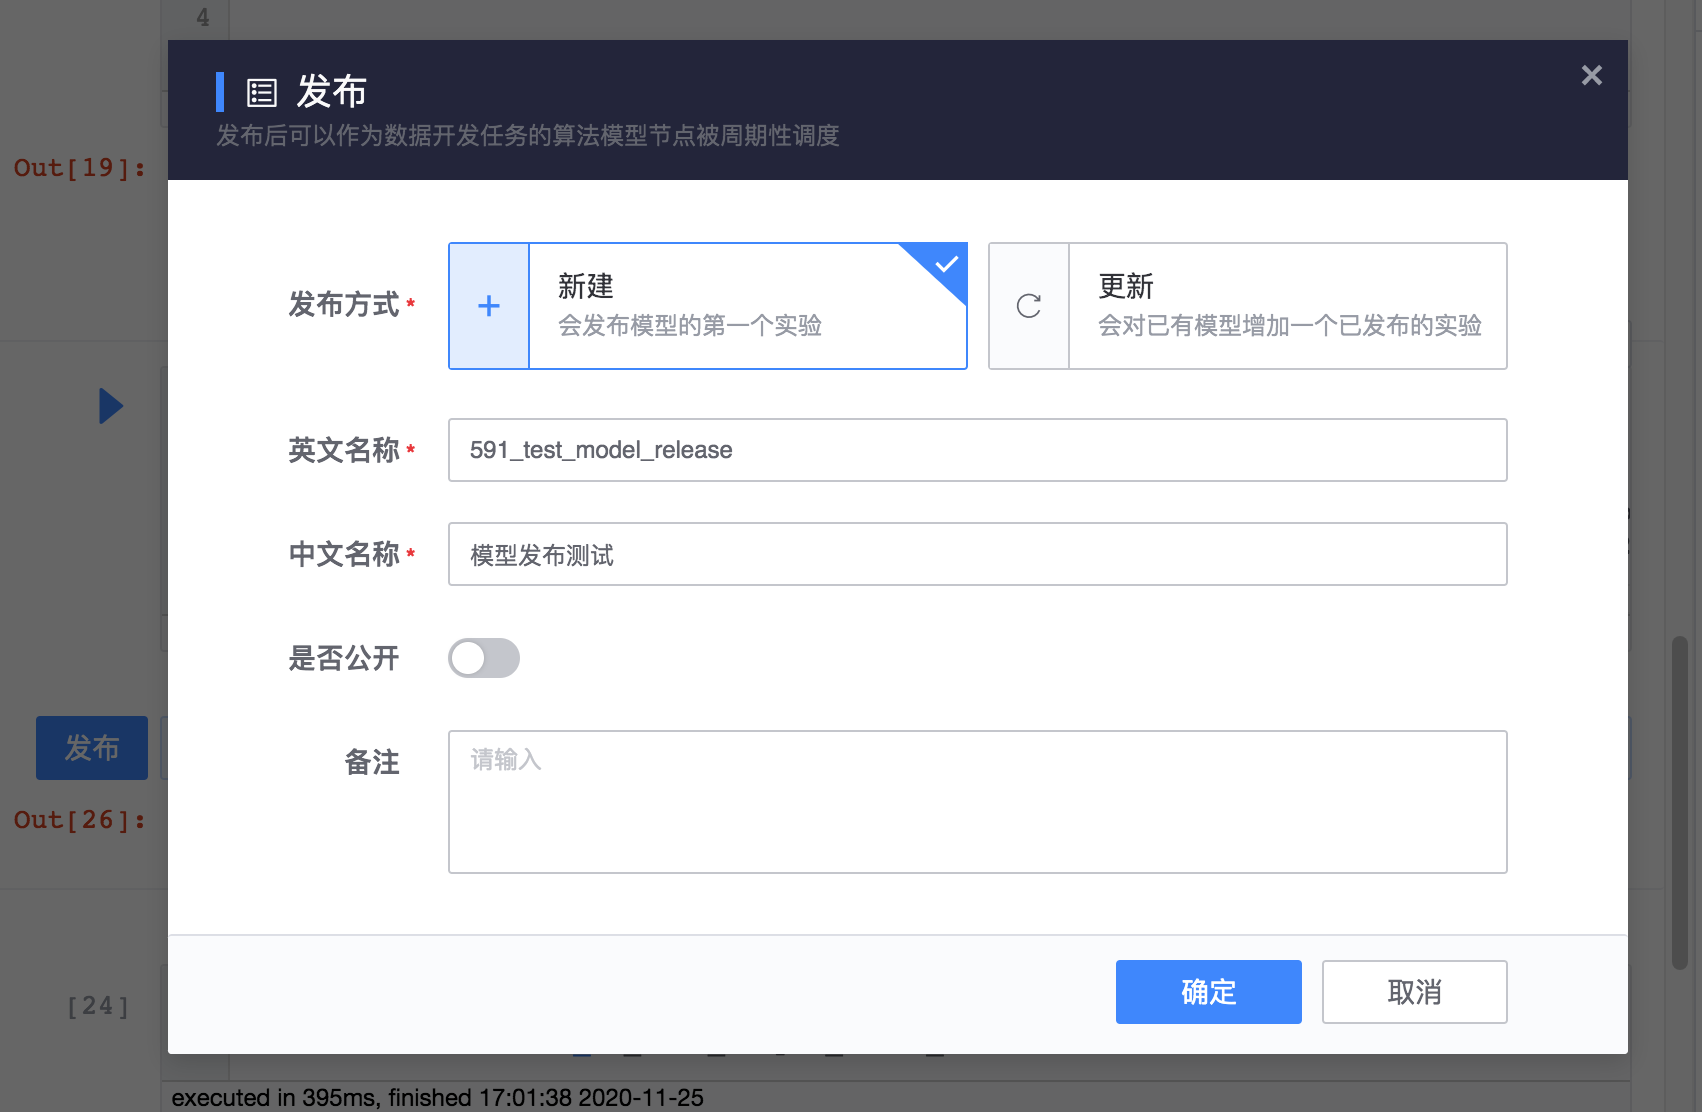 4
发布
发布后可以作为数据开发任务的算法模型节点被周期性调度
Out[19]:
发布方式*
新建
会发布模型的第一个实验
更新
会对已有模型增加一个已发布的实验
英文名称*
591_test_model_release
中文名称*
模型发布测试
是否公开
发布
备注
请输入
Out[26]:
确定
取消
[24]
executed in 395ms, finished 17:01:38 2020-11-25